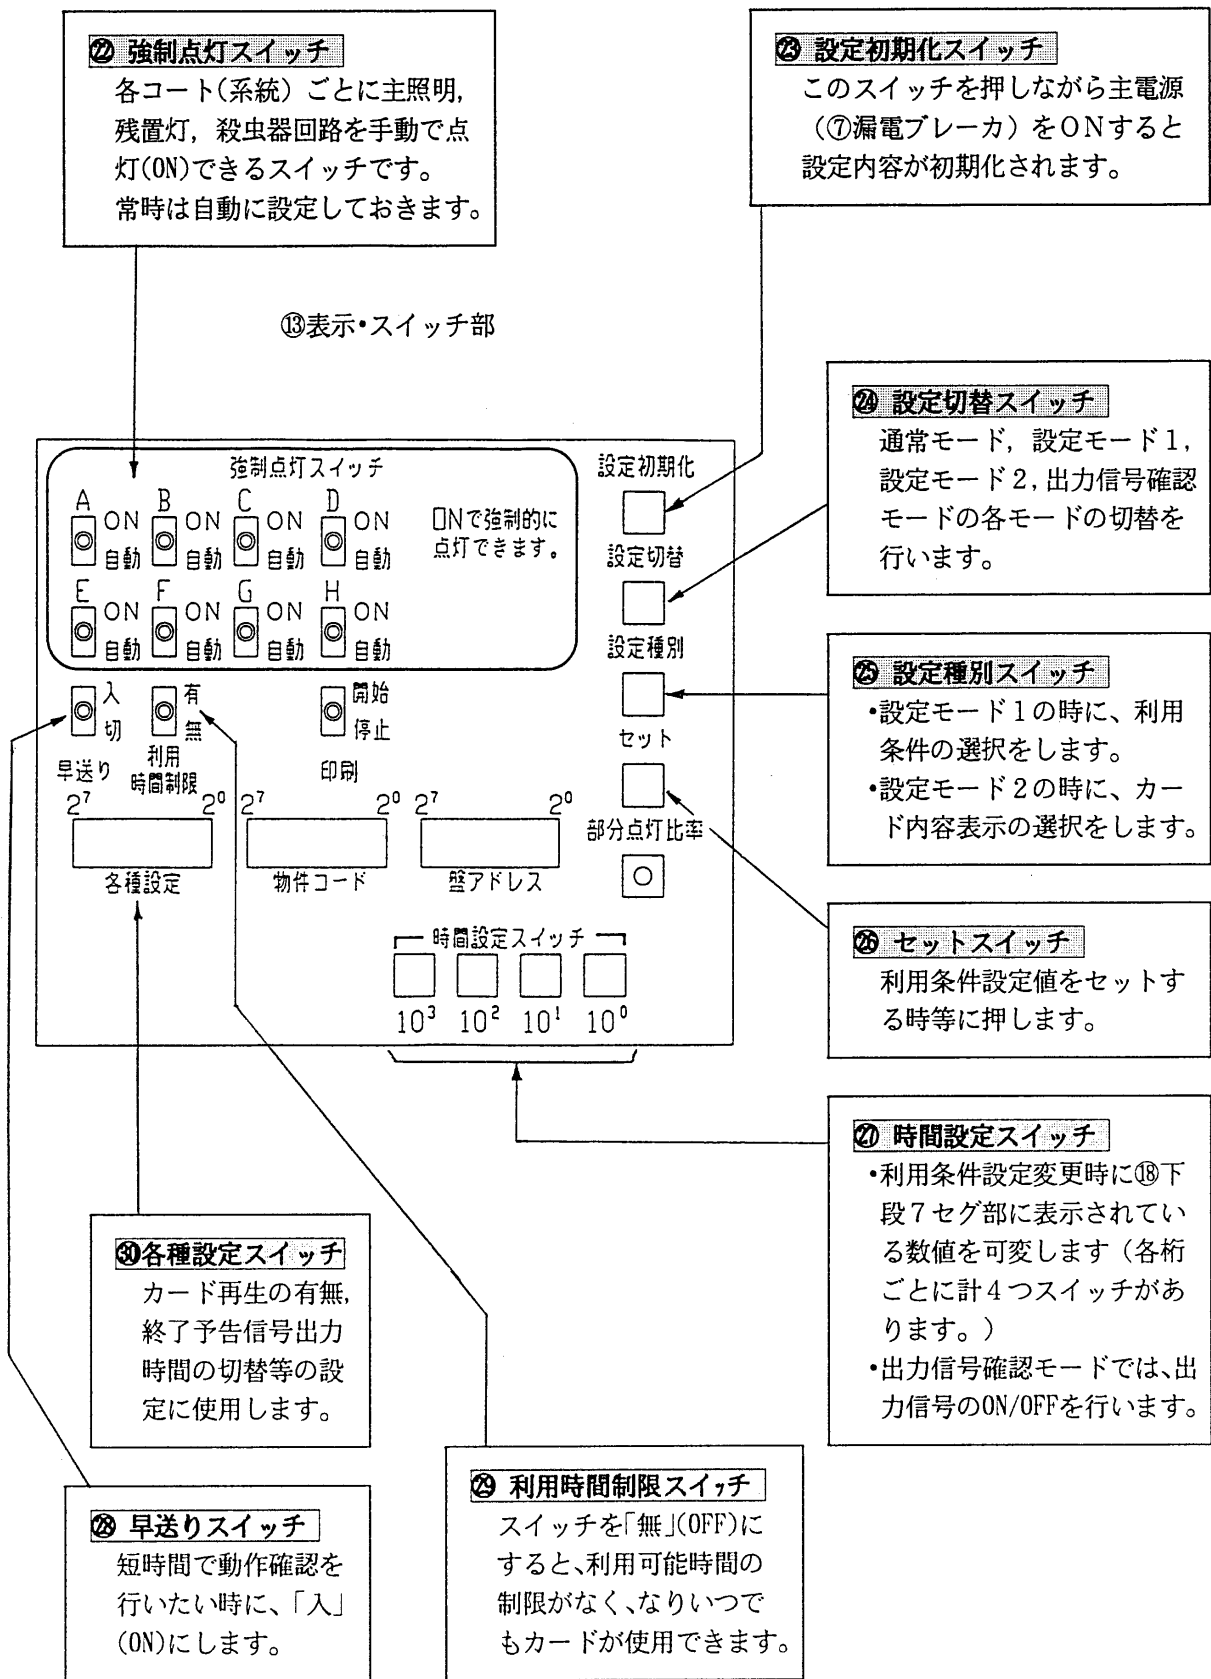 ㉒ 強制点灯スイッチ
各コート(系統) ごとに主照明,
残置灯, 殺虫器回路を手動で点
灯(ON)できるスイッチです。
常時は自動に設定しておきます。
㉓ 設定初期化スイッチ
このスイッチを押しながら主電源
(⑦漏電ブレーカ) をONすると
設定内容が初期化されます。
⑬表示・スイッチ部
㉔ 設定切替スイッチ
通常モード, 設定モード1,
設定モード2, 出力信号確認
モードの各モードの切替を
行います。
強制点灯スイッチ
A ON 自動
B ON 自動
C ON 自動
D ON 自動
ONで強制的に
点灯できます。
E ON 自動
F ON 自動
G ON 自動
H ON 自動
設定初期化
設定切替
設定種別
セット
部分点灯比率
入
切
早送り
有
無
利用
時間制限
開始
停止
印刷
2⁷ 2⁰ 2⁷ 2⁰ 2⁷ 2⁰
各種設定 物件コード 盤アドレス
時間設定スイッチ
10³ 10² 10¹ 10⁰
㉕ 設定種別スイッチ
・設定モード1の時に、利用
条件の選択をします。
・設定モード2の時に、カー
ド内容表示の選択をします。
㉖ セットスイッチ
利用条件設定値をセットす
る時等に押します。
㉗ 時間設定スイッチ
・利用条件設定変更時に⑱下
段7セグ部に表示されてい
る数値を可変します (各桁
ごとに計4つスイッチがあ
ります。)
・出力信号確認モードでは、出
力信号のON/OFFを行います。
㉚各種設定スイッチ
カード再生の有無,
終了予告信号出力
時間の切替等の設
定に使用します。
㉘ 早送りスイッチ
短時間で動作確認を
行いたい時に、「入」
(ON)にします。
㉙ 利用時間制限スイッチ
スイッチを「無」(OFF)に
すると、利用可能時間の
制限がなく、なりいつで
もカードが使用できます。